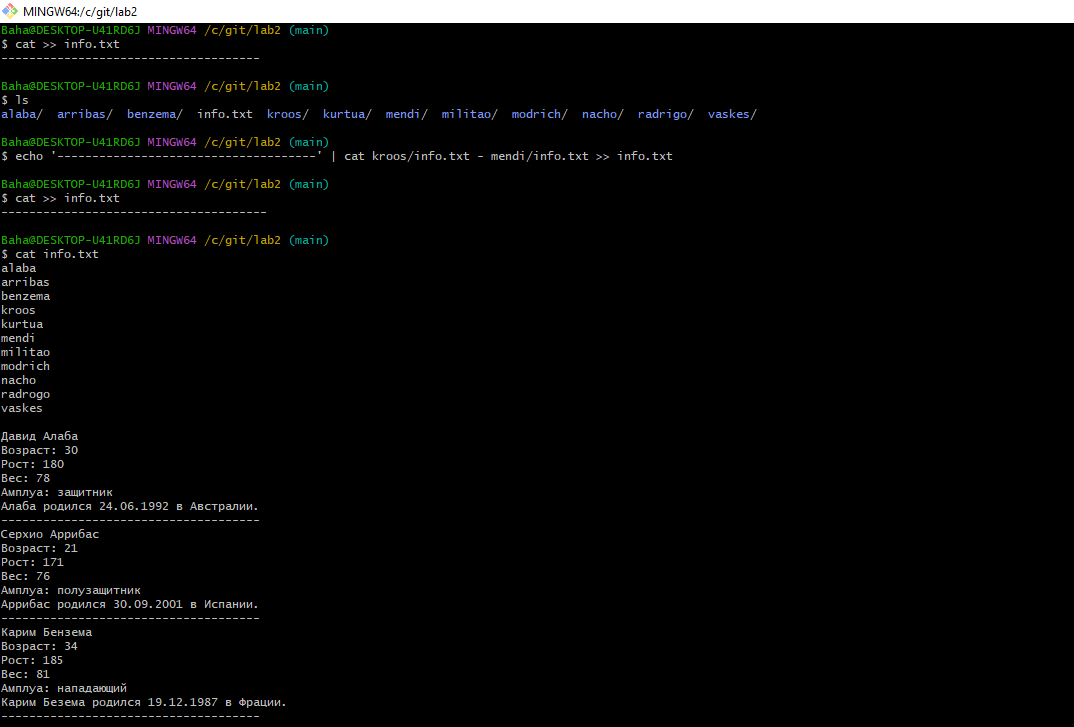 MINGW64:/c/git/lab2
Baha@DESKTOP-U41RD6J MINGW64 /c/git/lab2 (main)
$ cat >> info.txt
-------------------------------------
Baha@DESKTOP-U41RD6J MINGW64 /c/git/lab2 (main)
$ ls
alaba/  arribas/  benzema/  info.txt  kroos/  kurtua/  mendi/  militao/  modrich/  nacho/  radrigo/  vaskes/
Baha@DESKTOP-U41RD6J MINGW64 /c/git/lab2 (main)
$ echo '-------------------------------------' | cat kroos/info.txt - mendi/info.txt >> info.txt
Baha@DESKTOP-U41RD6J MINGW64 /c/git/lab2 (main)
$ cat >> info.txt
--------------------------------------
Baha@DESKTOP-U41RD6J MINGW64 /c/git/lab2 (main)
$ cat info.txt
alaba
arribas
benzema
kroos
kurtua
mendi
militao
modrich
nacho
radrogo
vaskes
Давид Алаба
Возраст: 30
Рост: 180
Вес: 78
Амплуа: защитник
Алаба родился 24.06.1992 в Австралии.
-------------------------------------
Серхио Аррибас
Возраст: 21
Рост: 171
Вес: 76
Амплуа: полузащитник
Аррибас родился 30.09.2001 в Испании.
-------------------------------------
Карим Бензема
Возраст: 34
Рост: 185
Вес: 81
Амплуа: нападающий
Карим Безема родился 19.12.1987 в Фрации.
-------------------------------------